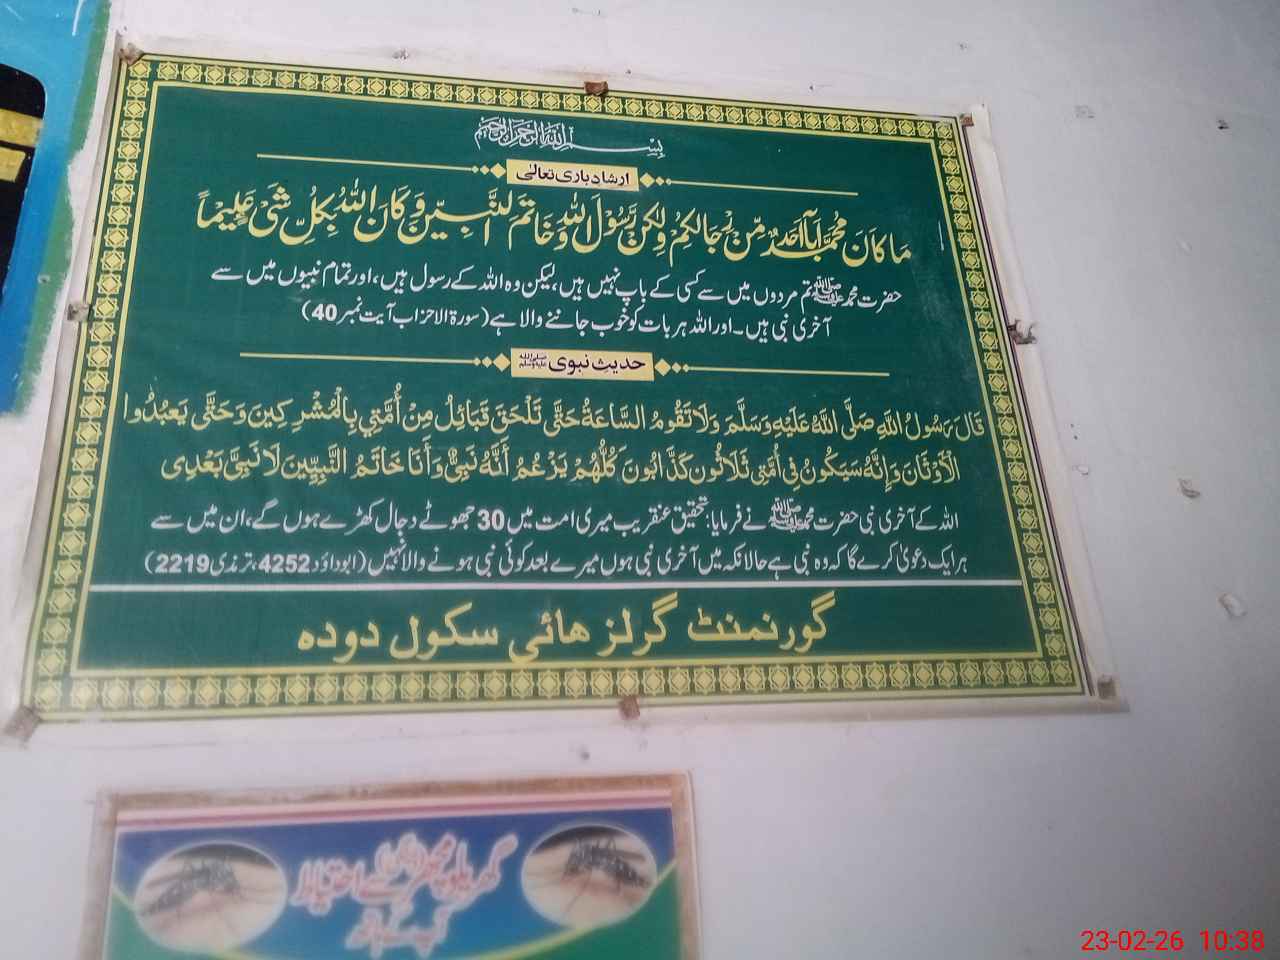 بسم اللہ الرحمن الرحیم
ارشاد باری تعالیٰ
مَا كَانَ مُحَمَّدٌ اَبَآ اَحَدٍ مِّنْ رِّجَالِكُمْ وَلٰكِنْ رَّسُوْلَ اللّٰهِ وَخَاتَمَ النَّبِيّٖنَ وَكَانَ اللّٰهُ بِكُلِّ شَىْءٍ عَلِيْمًا
حضرت محمد ﷺ تم مردوں میں سے کسی کے باپ نہیں ہیں، لیکن وہ اللہ کے رسول ہیں، اور تمام نبیوں میں سے
آخری نبی ہیں۔ اور اللہ ہر بات کو خوب جاننے والا ہے (سورۃ الاحزاب آیت نمبر 40)
حدیث نبوی ﷺ
قَالَ رَسُولُ اللَّهِ صَلَّى اللَّهُ عَلَيْهِ وَسَلَّمَ وَلَا تَقُومُ السَّاعَةُ حَتَّى تَلْحَقَ قَبَائِلُ مِنْ أُمَّتِي بِالْمُشْرِكِينَ وَحَتَّى يَعْبُدُوا
الْأَوْثَانَ وَإِنَّهُ سَيَكُونُ فِي أُمَّتِي ثَلَاثُونَ كَذَّابُونَ كُلُّهُمْ يَزْعُمُ أَنَّهُ نَبِيٌّ وَأَنَا خَاتَمُ النَّبِيِّينَ لَا نَبِيَّ بَعْدِي
اللہ کے آخری نبی حضرت محمد ﷺ نے فرمایا: تحقیق عنقریب میری امت میں 30 جھوٹے دجال کھڑے ہوں گے، ان میں سے
ہر ایک دعویٰ کرے گا کہ وہ نبی ہے حالانکہ میں آخری نبی ہوں میرے بعد کوئی نبی ہونے والا نہیں (ابوداؤد 4252، ترمذی 2219)
گورنمنٹ گرلز هائی سکول دودہ
گھریلو مچھر سے احتیاط
23-02-26 10:38